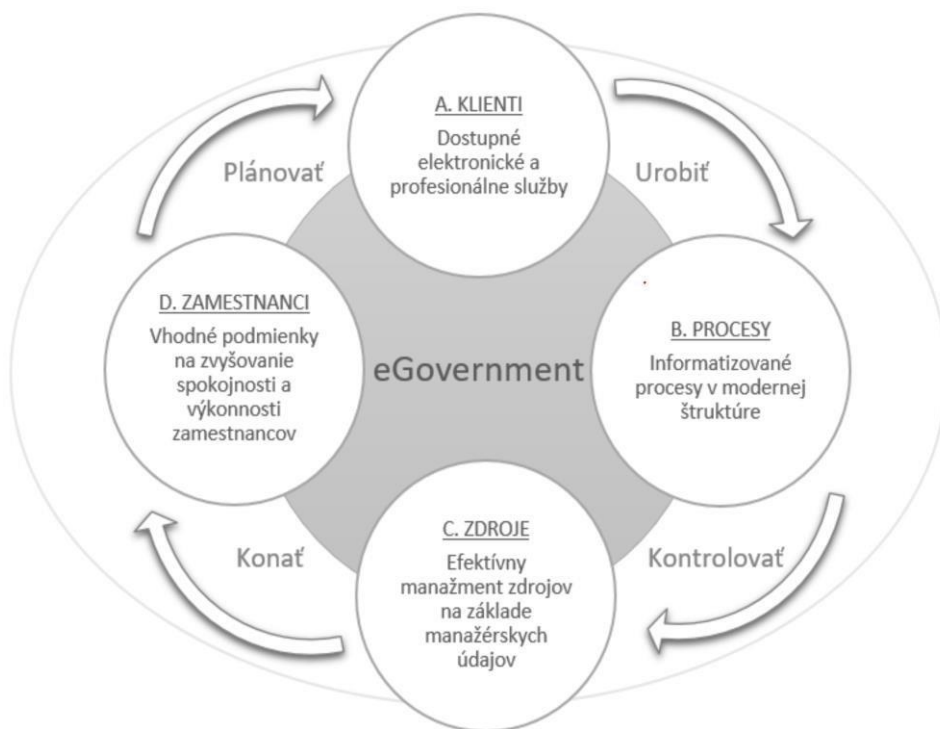 A. KLIENTI
Dostupné
elektronické a
profesionálne služby
Plánovať
Urobiť
D. ZAMESTNANCI
Vhodné podmienky
na zvyšovanie
spokojnosti a
výkonnosti
zamestnancov
eGovernment
B. PROCESY
Informatizované
procesy v modernej
štruktúre
Konať
Kontrolovať
C. ZDROJE
Efektívny
manažment zdrojov
na základe
manažérskych
údajov